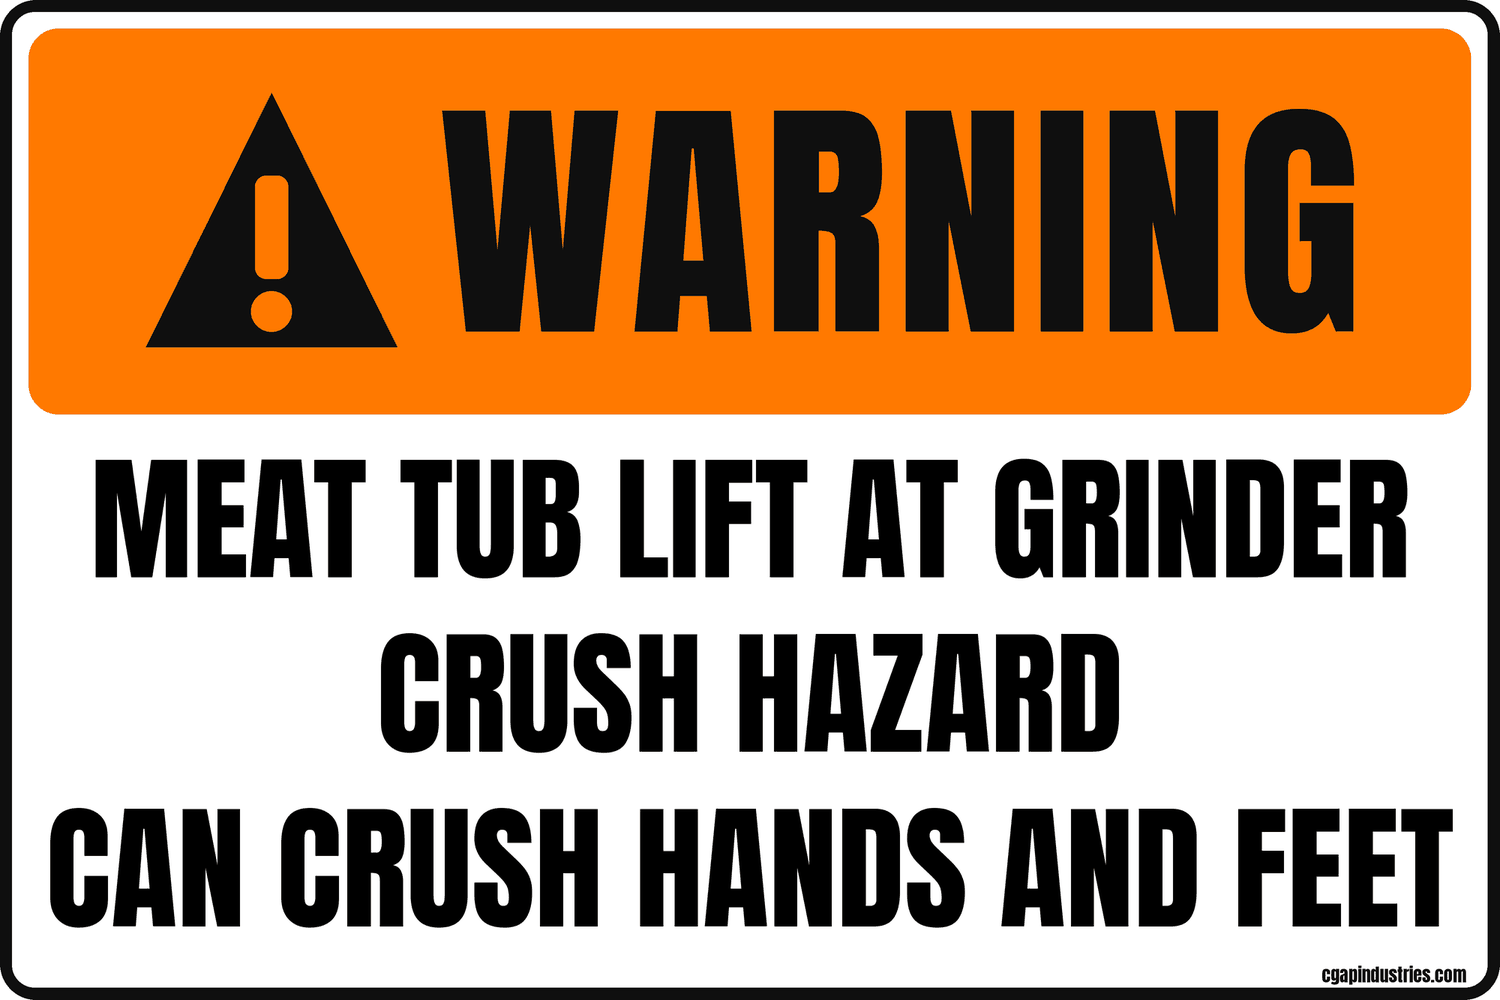 WARNING
MEAT TUB LIFT AT GRINDER
CRUSH HAZARD
CAN CRUSH HANDS AND FEET
cgapindustries.com